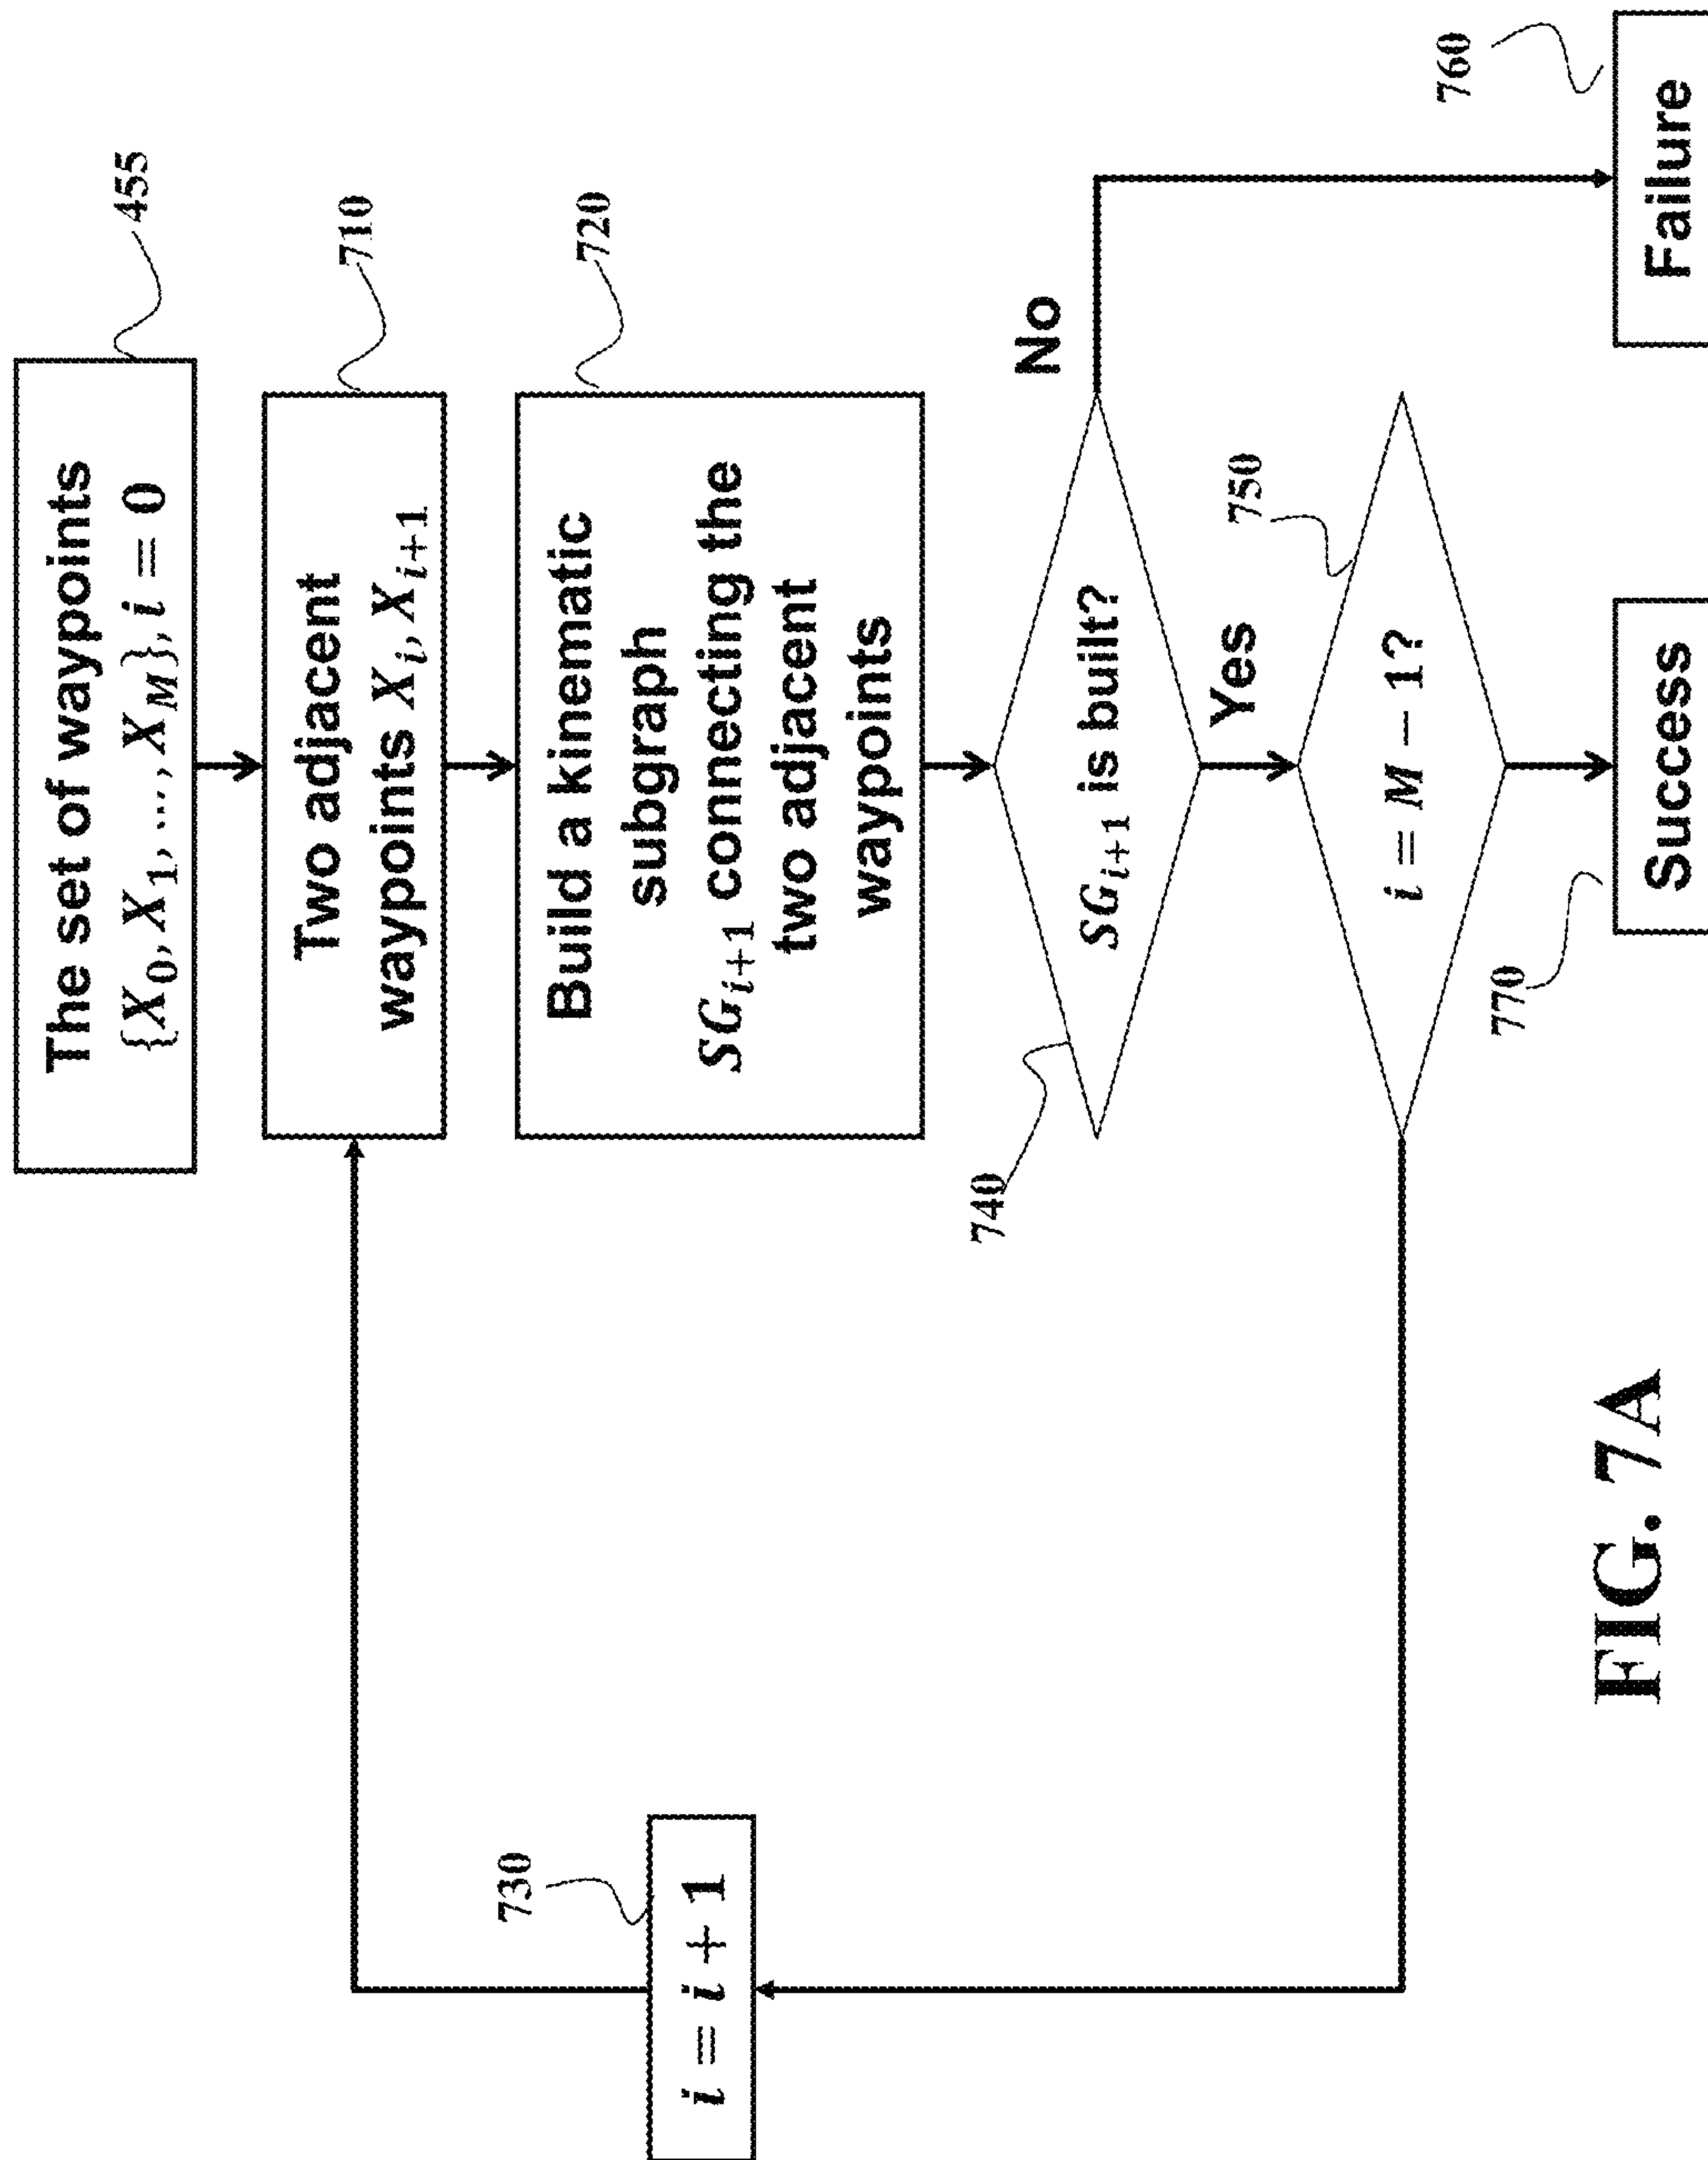 The set of waypoints
{X₀, X₁, ..., X_M}, i = 0
455
Two adjacent
waypoints X_i, X_{i+1}
710
Build a kinematic
subgraph
SG_{i+1} connecting the
two adjacent
waypoints
720
730
i = i + 1
740
SG_{i+1} is built?
No
Yes
750
i = M − 1?
760
Failure
770
Success
FIG. 7A